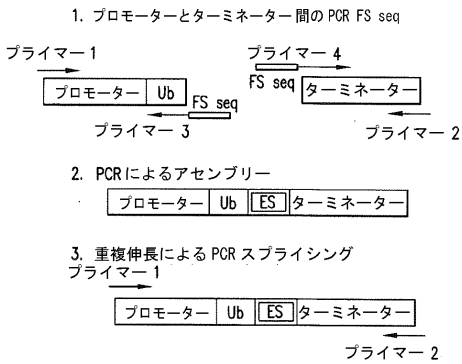 1. プロモーターとターミネーター間のPCR FS seq
プライマー1
プライマー4
FS seq
プロモーター Ub
FS seq
ターミネーター
プライマー3
プライマー2
2. PCRによるアセンブリー
プロモーター Ub ES ターミネーター
3. 重複伸長によるPCRスプライシング
プライマー1
プロモーター Ub ES ターミネーター
プライマー2